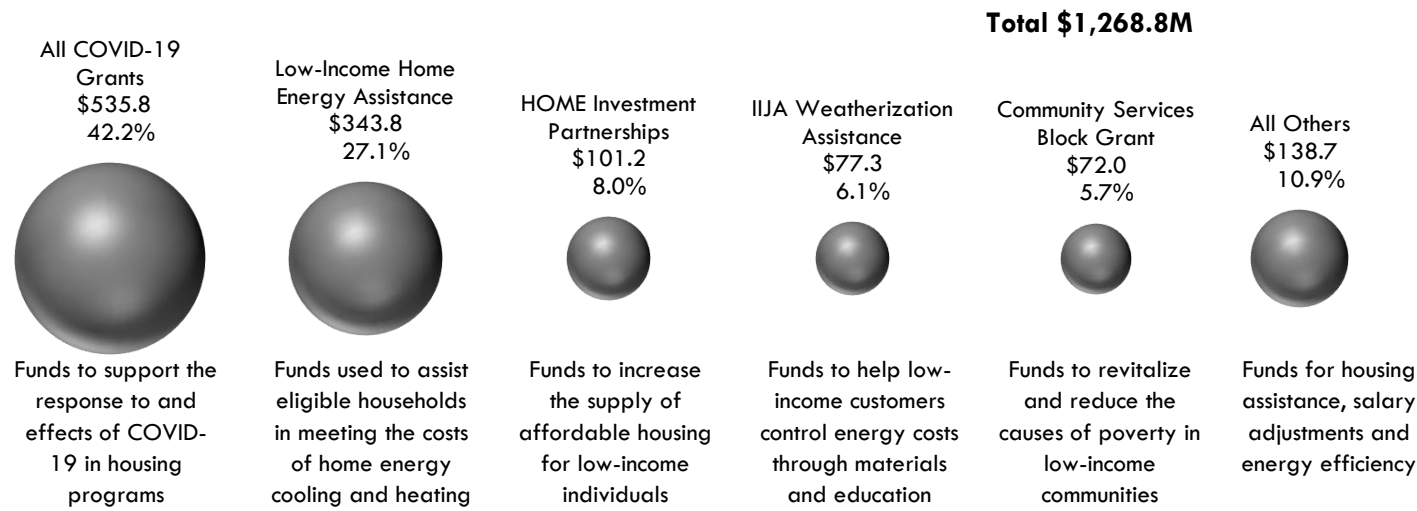 Total $1,268.8M
All COVID-19
Grants
$535.8
42.2%
Low-Income Home
Energy Assistance
$343.8
27.1%
HOME Investment
Partnerships
$101.2
8.0%
IIJA Weatherization
Assistance
$77.3
6.1%
Community Services
Block Grant
$72.0
5.7%
All Others
$138.7
10.9%
Funds to support the
response to and
effects of COVID-
19 in housing
programs
Funds used to assist
eligible households
in meeting the costs
of home energy
cooling and heating
Funds to increase
the supply of
affordable housing
for low-income
individuals
Funds to help low-
income customers
control energy costs
through materials
and education
Funds to revitalize
and reduce the
causes of poverty in
low-income
communities
Funds for housing
assistance, salary
adjustments and
energy efficiency